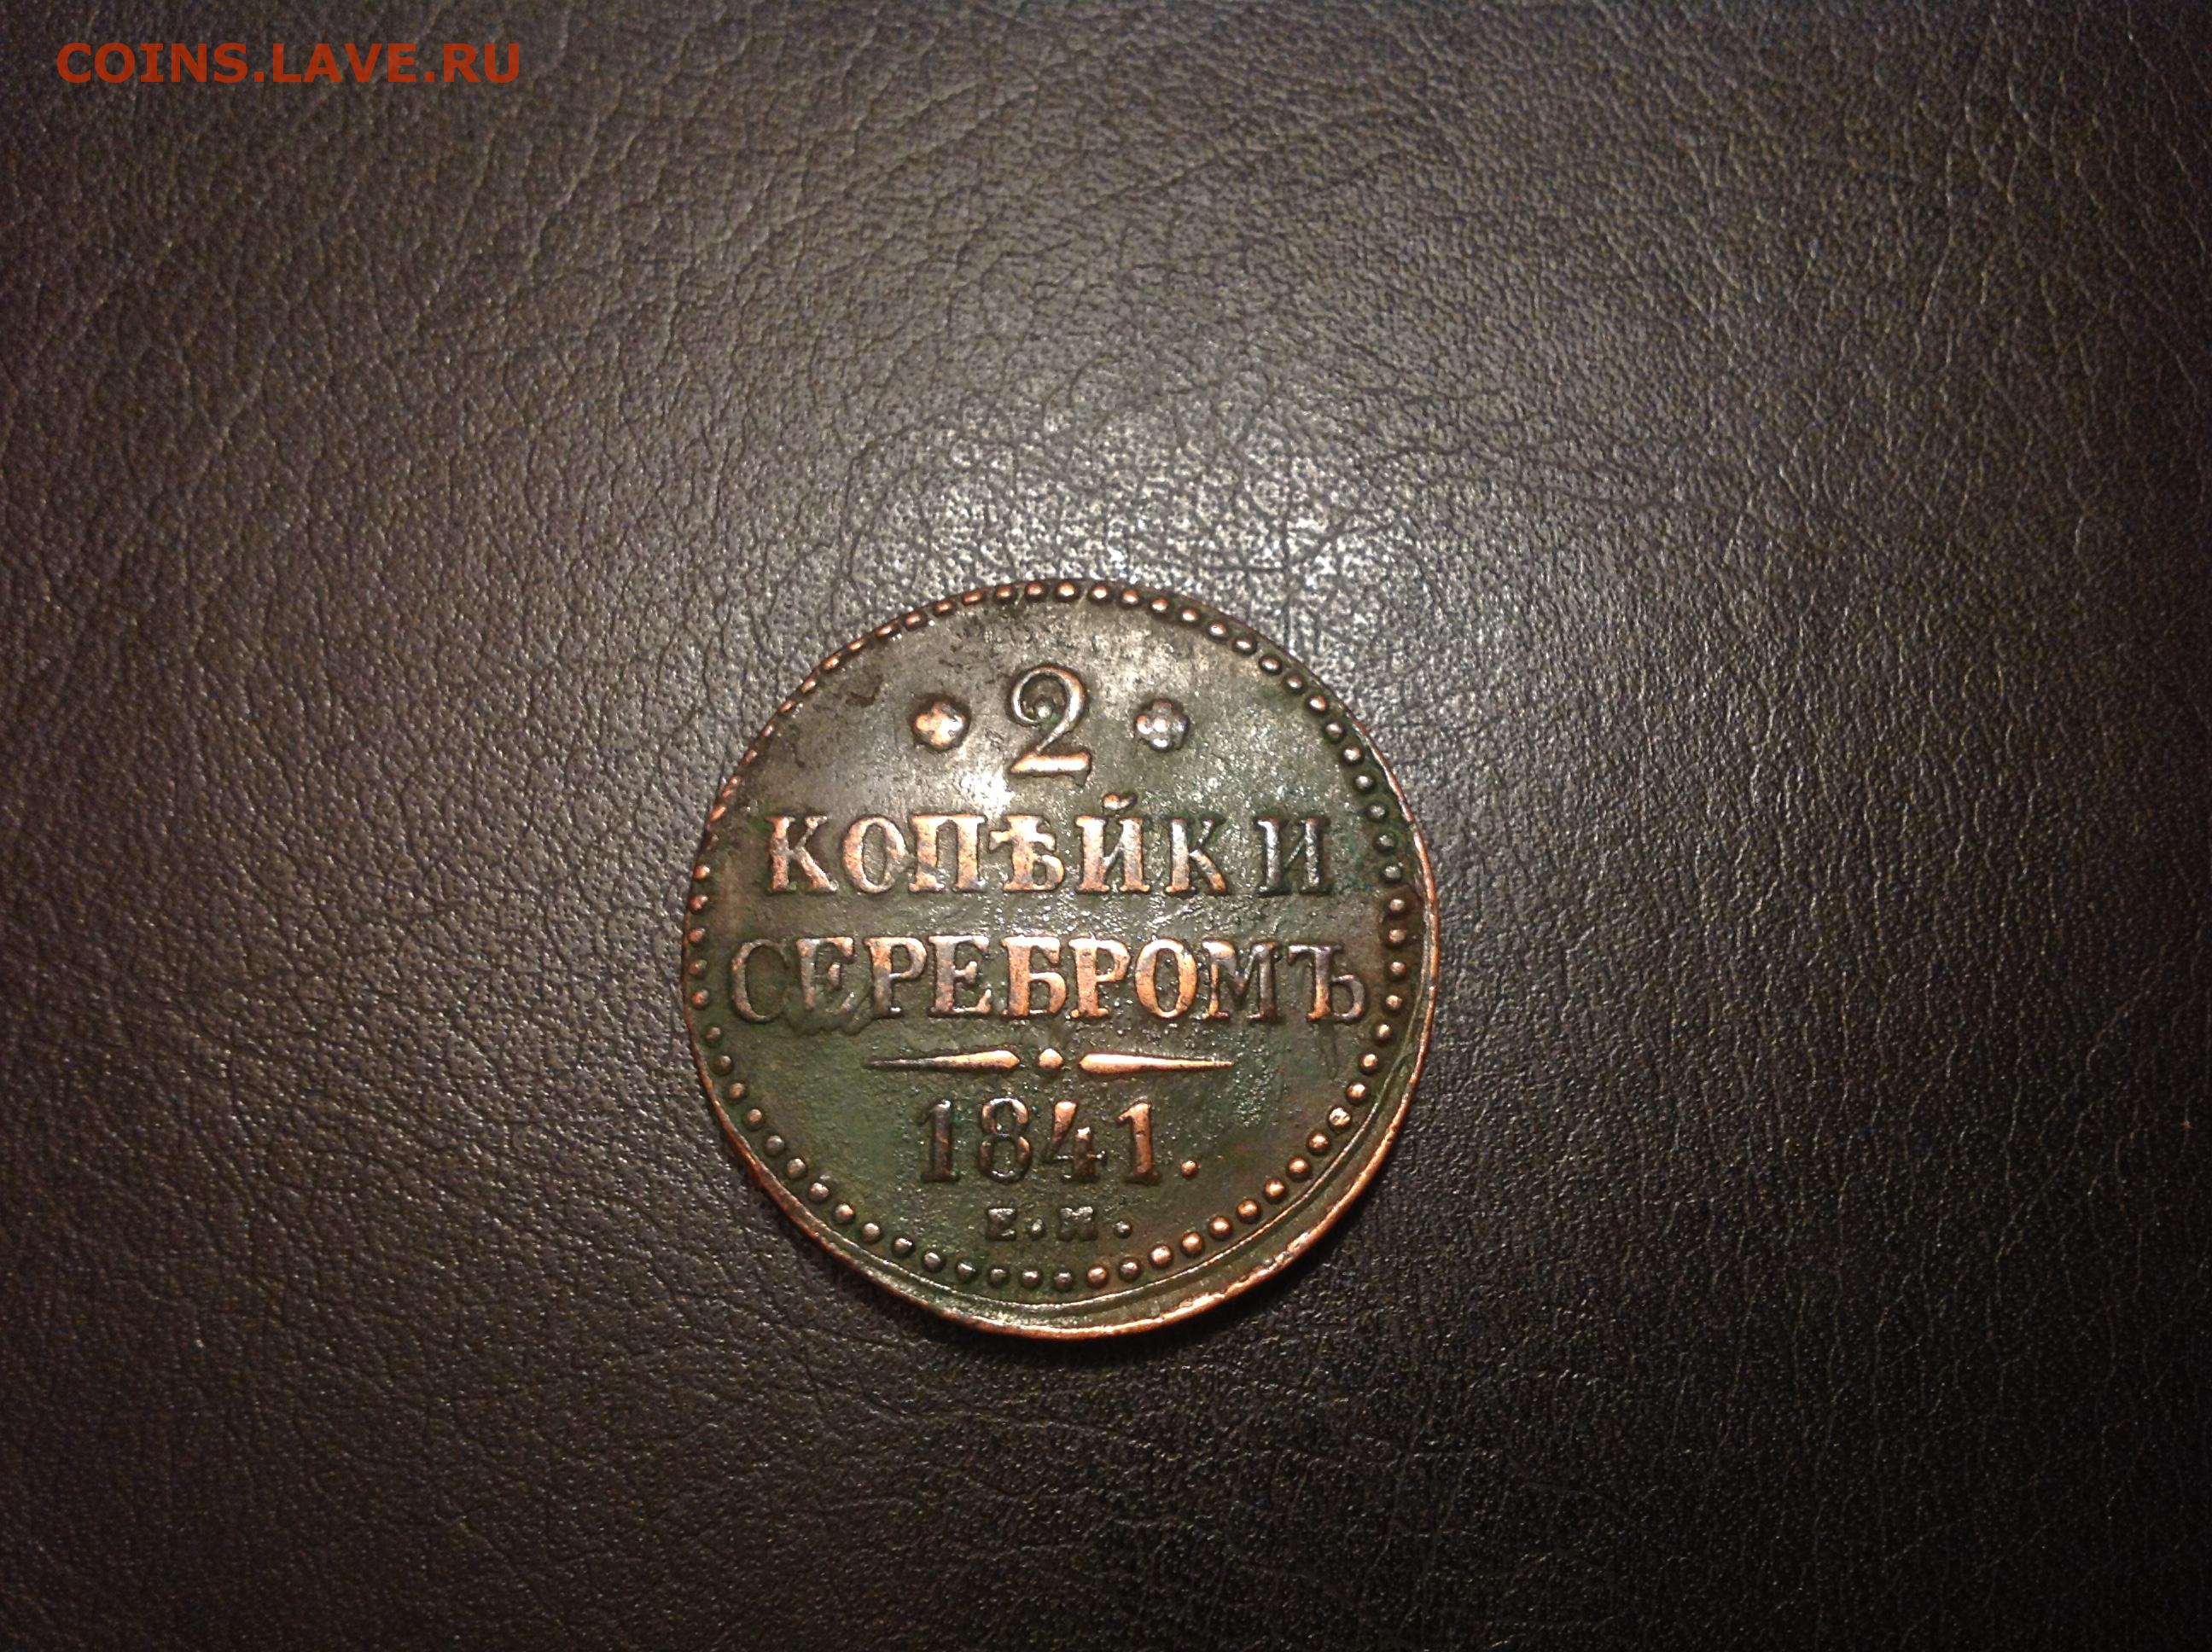 COINS.LAVE.RU
2
КОПѢЙКИ
СЕРЕБРОМЪ
1841.
Е.М.